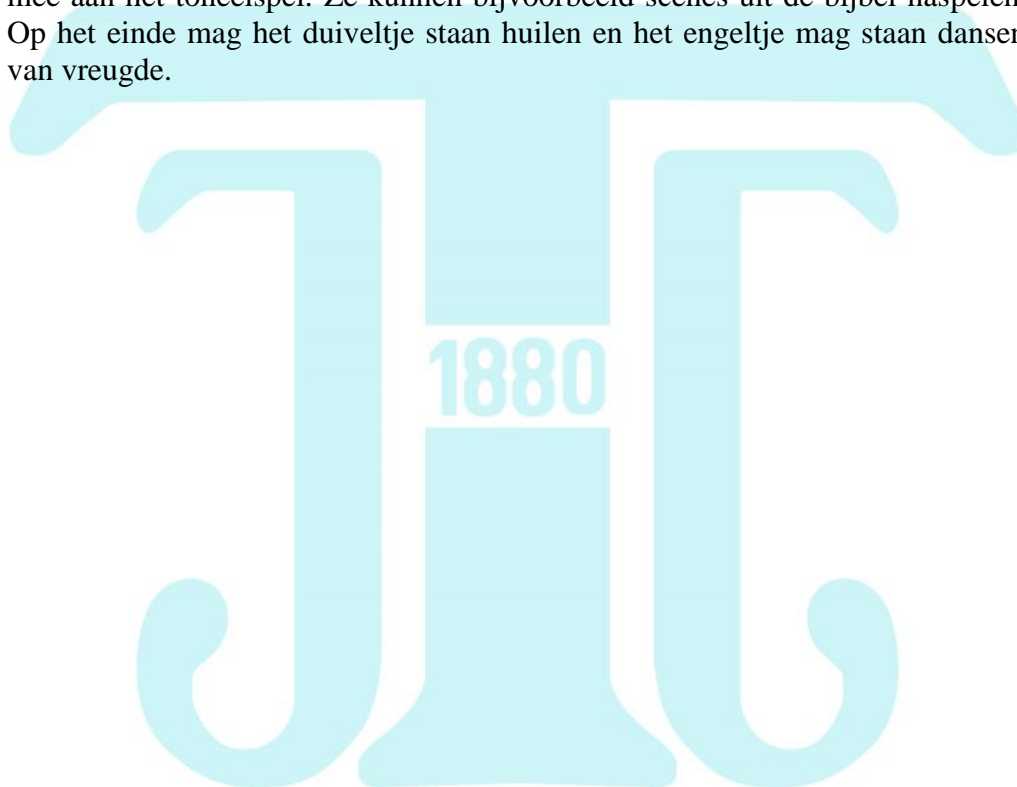 mee aan het toneelspel. Ze kunnen bijvoorbeeld scènes uit de bijbel naspelen
Op het einde mag het duiveltje staan huilen en het engeltje mag staan dansen
van vreugde.
1880